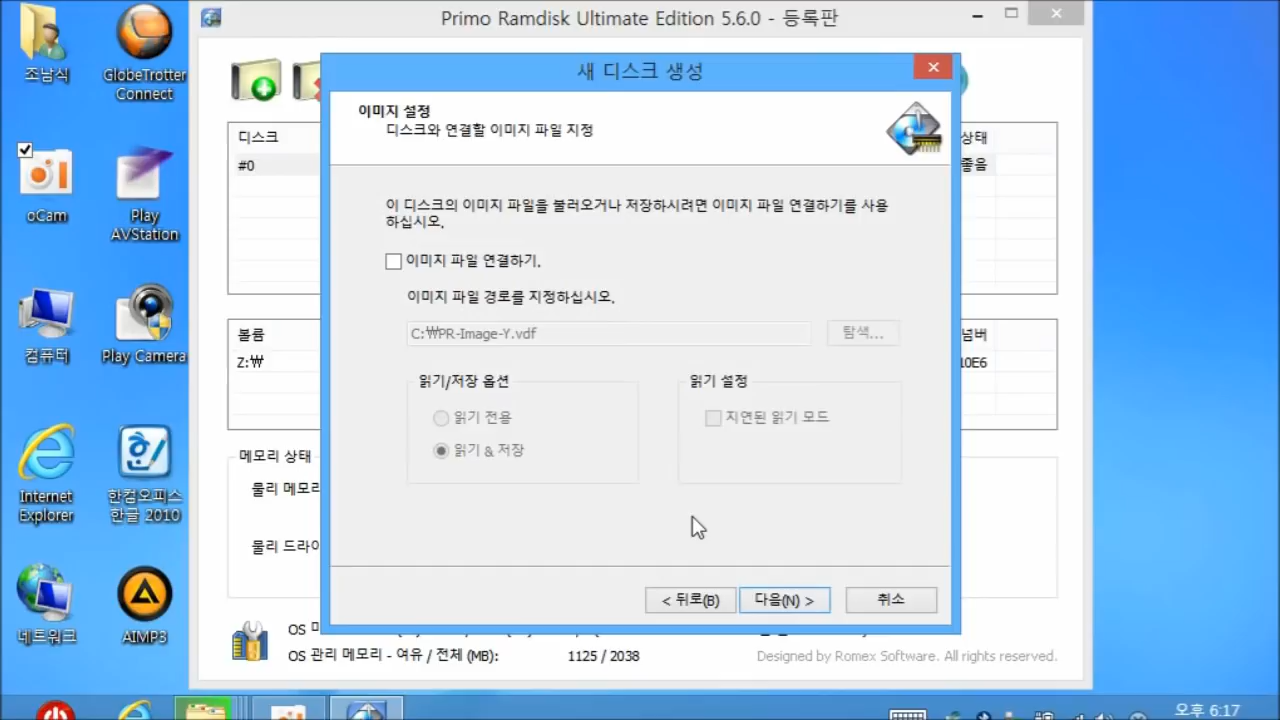 조남식
GlobeTrotter
Connect
oCam
Play
AVStation
컴퓨터
Play Camera
Internet
Explorer
한컴오피스
한글 2010
네트워크
AIMP3
Primo Ramdisk Ultimate Edition 5.6.0 - 등록판
디스크
상태
#0
좋음
볼륨
넘버
Z:₩
10E6
메모리 상태
물리 메모리
물리 드라이
OS
OS 관리 메모리 - 여유 / 전체 (MB):
1125 / 2038
Designed by Romex Software. All rights reserved.
새 디스크 생성
이미지 설정
디스크와 연결할 이미지 파일 지정
이 디스크의 이미지 파일을 불러오거나 저장하시려면 이미지 파일 연결하기를 사용
하십시오.
이미지 파일 연결하기.
이미지 파일 경로를 지정하십시오.
C:₩PR-Image-Y.vdf
탐색...
읽기/저장 옵션
읽기 전용
읽기 & 저장
읽기 설정
지연된 읽기 모드
< 뒤로(B)
다음(N) >
취소
오후 6:17